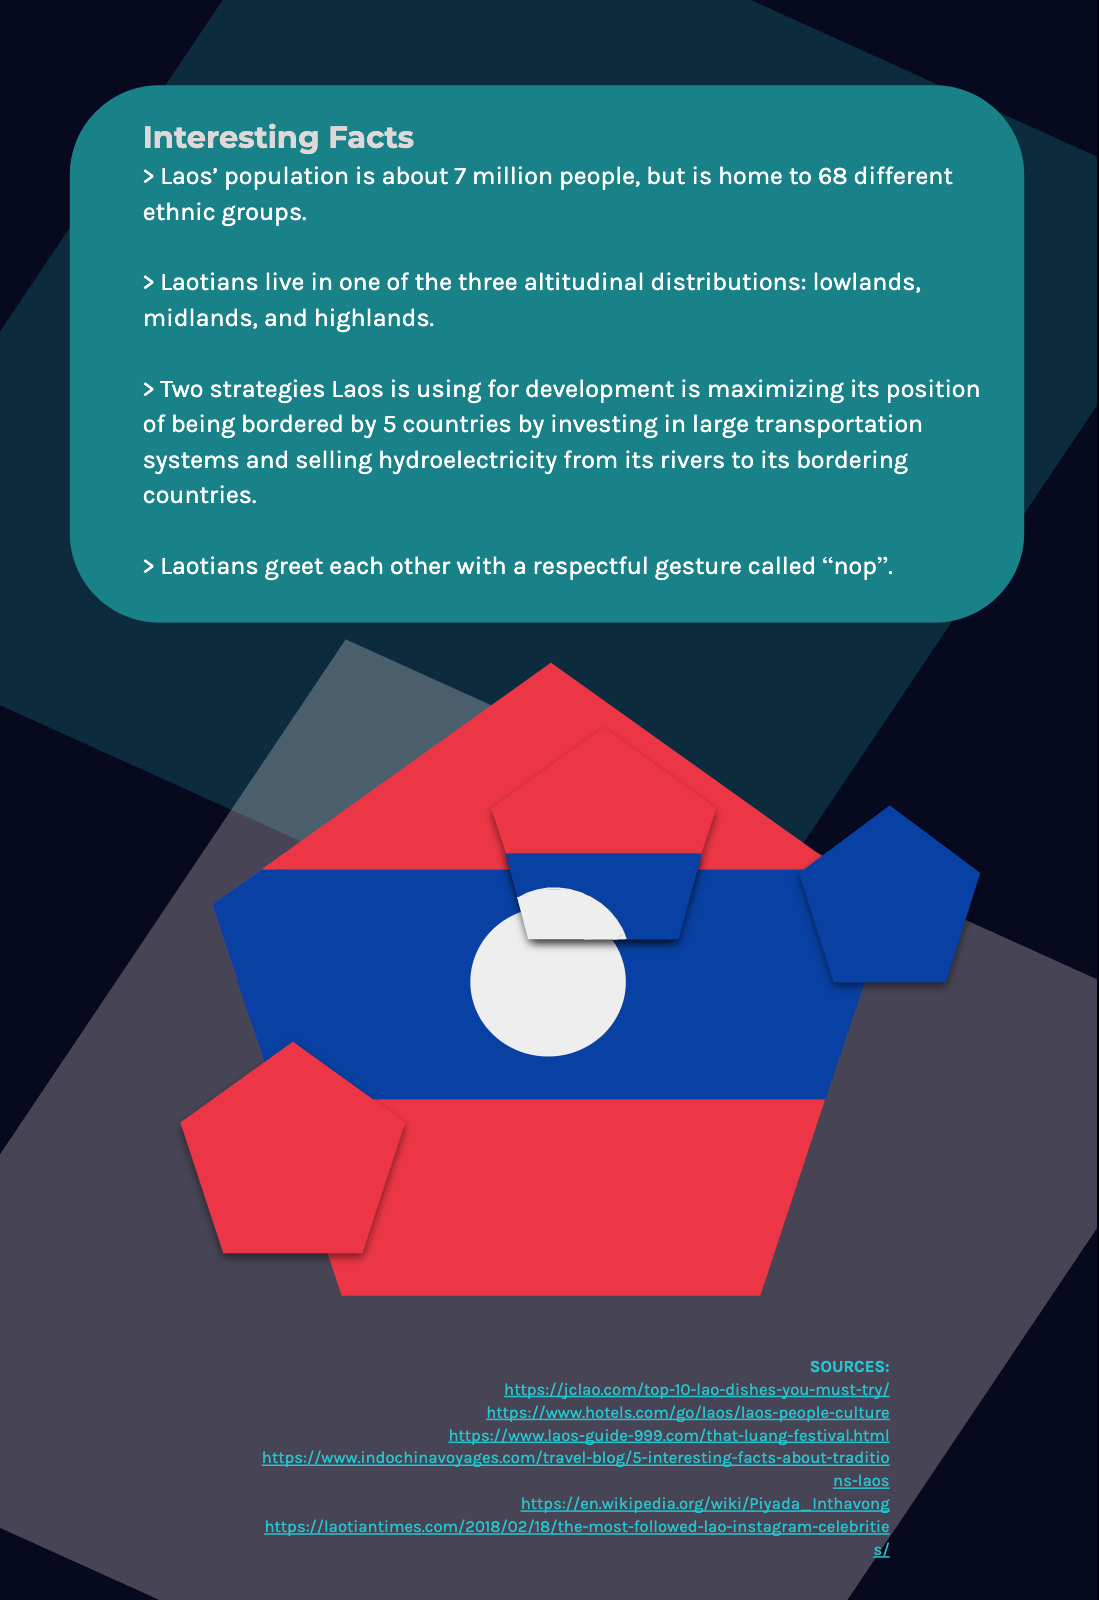 Interesting Facts
> Laos’ population is about 7 million people, but is home to 68 different
ethnic groups.
> Laotians live in one of the three altitudinal distributions: lowlands,
midlands, and highlands.
> Two strategies Laos is using for development is maximizing its position
of being bordered by 5 countries by investing in large transportation
systems and selling hydroelectricity from its rivers to its bordering
countries.
> Laotians greet each other with a respectful gesture called “nop”.
SOURCES:
https://jclao.com/top-10-lao-dishes-you-must-try/
https://www.hotels.com/go/laos/laos-people-culture
https://www.laos-guide-999.com/that-luang-festival.html
https://www.indochinavoyages.com/travel-blog/5-interesting-facts-about-traditio
ns-laos
https://en.wikipedia.org/wiki/Piyada_Inthavong
https://laotiantimes.com/2018/02/18/the-most-followed-lao-instagram-celebritie
s/